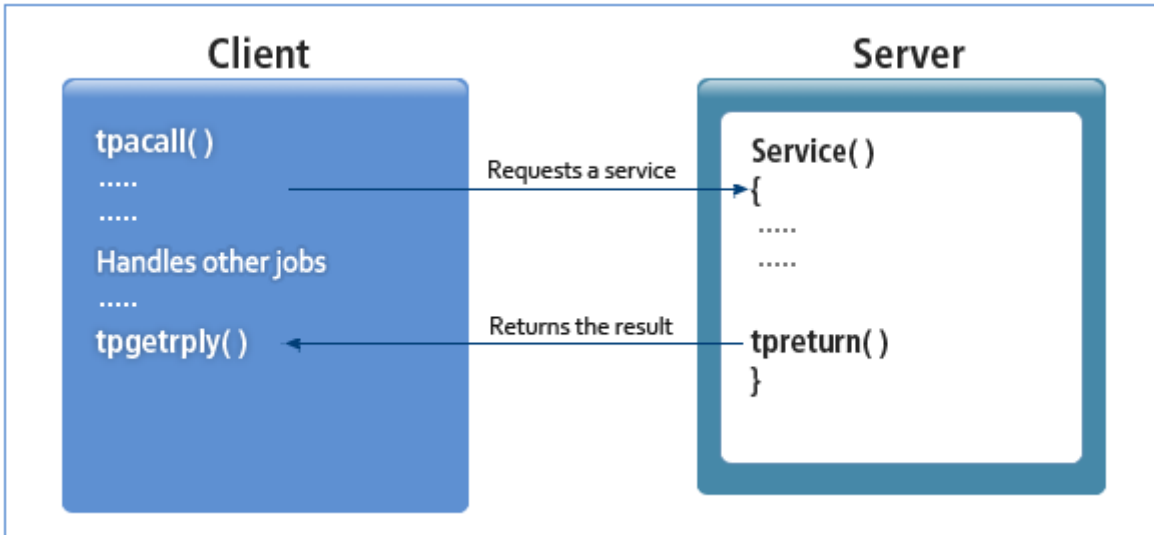 Client
Server
tpacall( )
.....
.....
Handles other jobs
.....
tpgetrply( )
Requests a service
Returns the result
Service( )
{
.....
.....
tpreturn( )
}